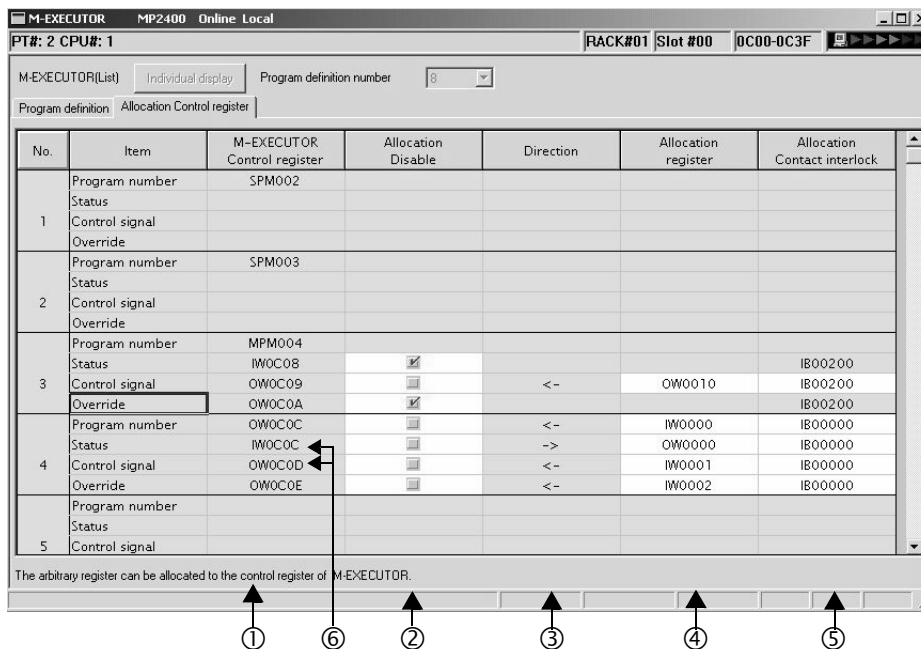 M-EXECUTOR MP2400 Online Local
PT#: 2 CPU#: 1 RACK#01 Slot #00 0C00-0C3F
M-EXECUTOR(List) Individual display Program definition number 8
Program definition Allocation Control register
No. Item M-EXECUTOR Control register Allocation Disable Direction Allocation register Allocation Contact interlock
1 Program number SPM002
Status
Control signal
Override
2 Program number SPM003
Status
Control signal
Override
3 Program number MPM004
Status IW0C08 IB00200
Control signal OW0C09 <- OW0010 IB00200
Override OW0C0A IB00200
4 Program number OW0C0C <- IW0000 IB00000
Status IW0C0C -> OW0000 IB00000
Control signal OW0C0D <- IW0001 IB00000
Override OW0C0E <- IW0002 IB00000
5 Program number
Status
Control signal
The arbitrary register can be allocated to the control register of M-EXECUTOR.
① ⑥ ② ③ ④ ⑤